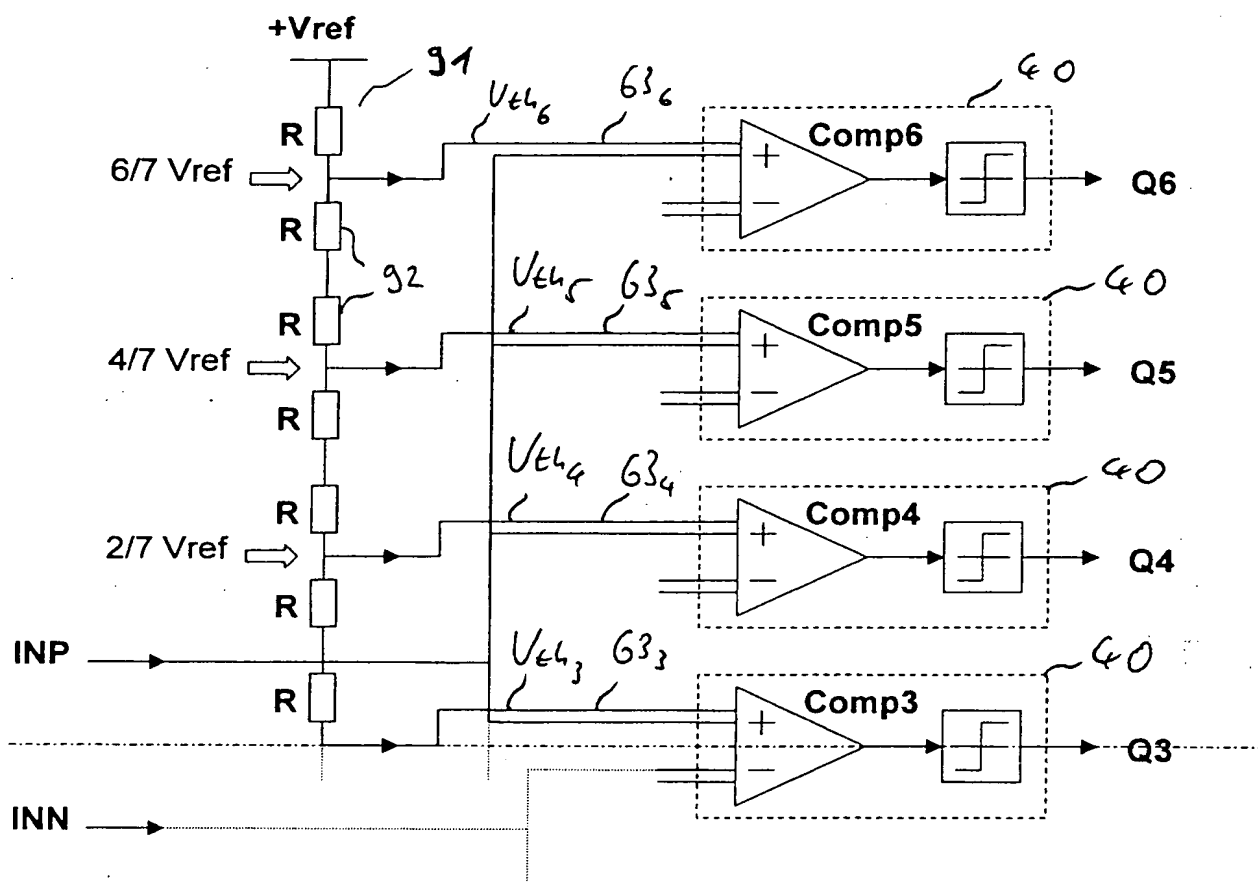 +Vref
91
R
6/7 Vref
Vth6
636
Comp6
40
+
−
Q6
R
92
R
4/7 Vref
Vth5
635
Comp5
40
+
−
Q5
R
R
2/7 Vref
Vth4
634
Comp4
40
+
−
Q4
R
INP
R
Vth3
633
Comp3
40
+
−
Q3
INN